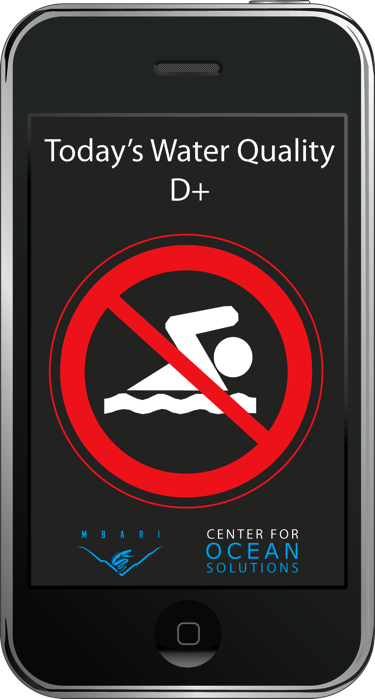 Today's Water Quality
D+
MBARI
CENTER FOR
OCEAN
SOLUTIONS